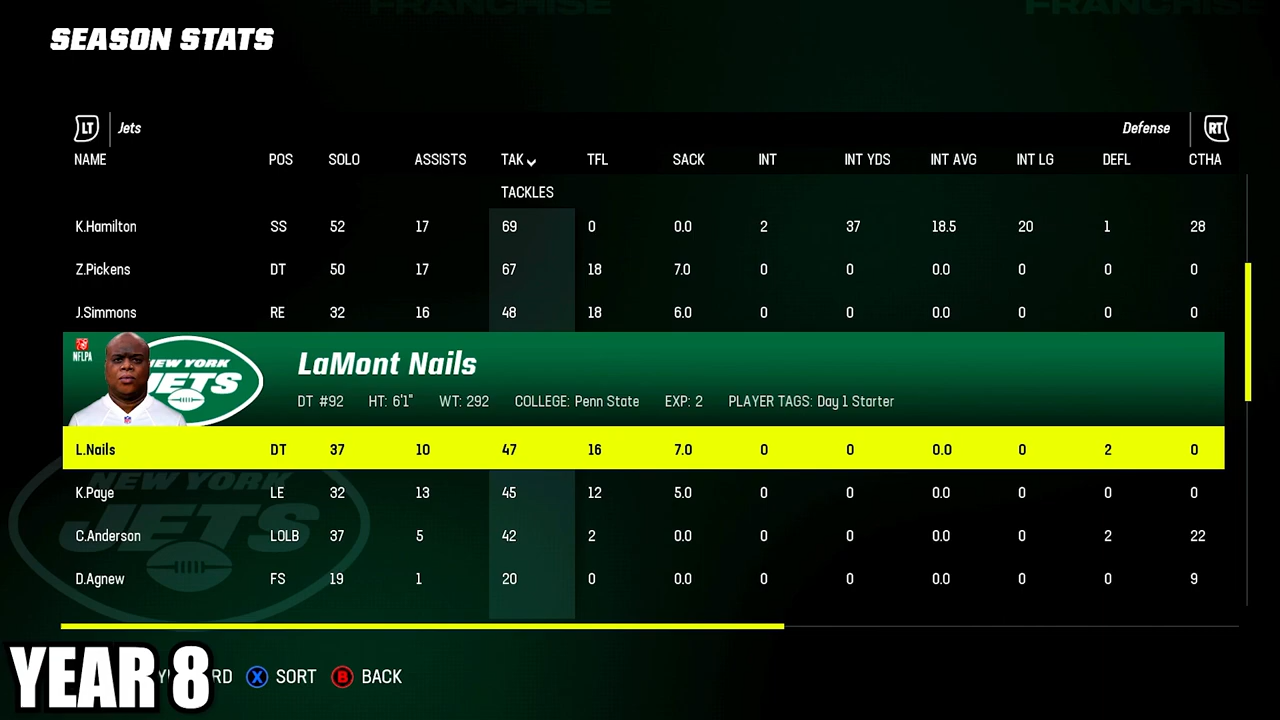 FRANCHISE FRANCHISE
SEASON STATS
LT Jets Defense RT
NAME POS SOLO ASSISTS TAK TFL SACK INT INT YDS INT AVG INT LG DEFL CTHA
TACKLES
K.Hamilton SS 52 17 69 0 0.0 2 37 18.5 20 1 28
Z.Pickens DT 50 17 67 18 7.0 0 0 0.0 0 0 0
J.Simmons RE 32 16 48 18 6.0 0 0 0.0 0 0 0
NFLPA NEW YORK JETS LaMont Nails
DT #92 HT: 6'1" WT: 292 COLLEGE: Penn State EXP: 2 PLAYER TAGS: Day 1 Starter
L.Nails DT 37 10 47 16 7.0 0 0 0.0 0 2 0
K.Paye LE 32 13 45 12 5.0 0 0 0.0 0 0 0
C.Anderson LOLB 37 5 42 2 0.0 0 0 0.0 0 2 22
D.Agnew FS 19 1 20 0 0.0 0 0 0.0 0 0 9
NEW YORK JETS
YEAR 8 X SORT B BACK